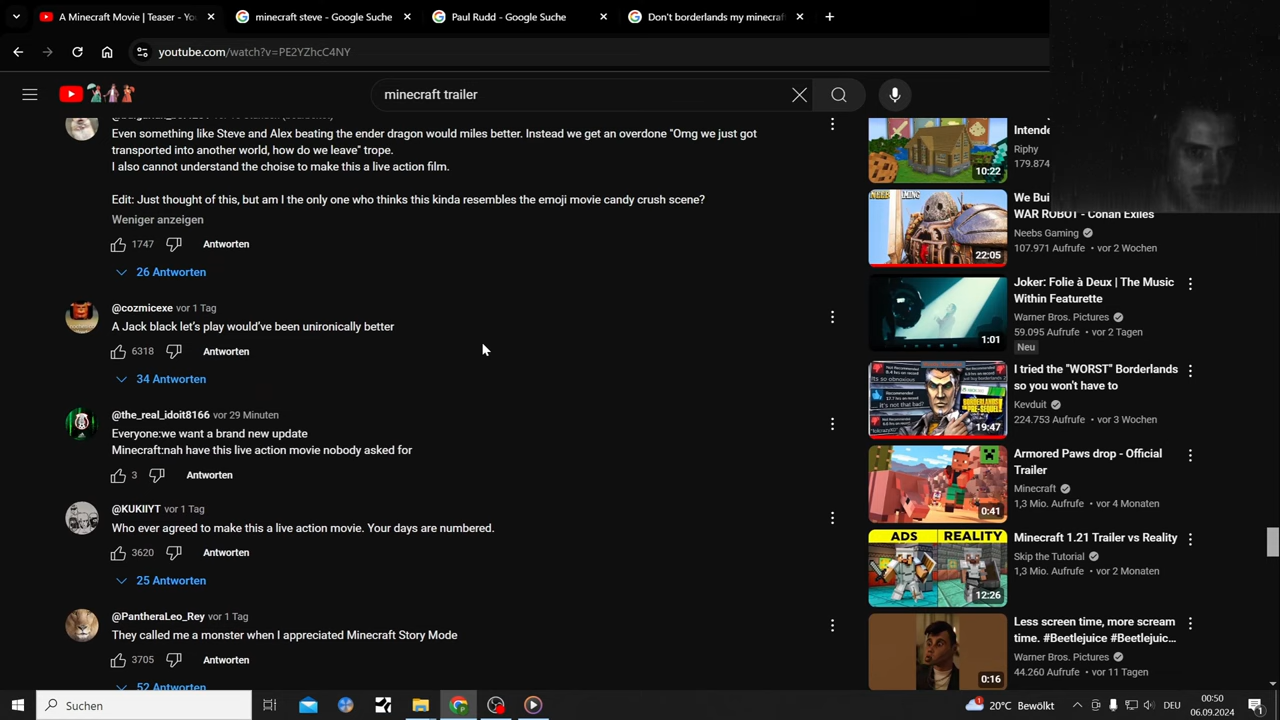 A Minecraft Movie | Teaser - Yo
minecraft steve - Google Suche
Paul Rudd - Google Suche
Don't borderlands my minecraf
youtube.com/watch?v=PE2YZhcC4NY
minecraft trailer
Even something like Steve and Alex beating the ender dragon would miles better. Instead we get an overdone "Omg we just got
transported into another world, how do we leave" trope.
I also cannot understand the choise to make this a live action film.
Edit: Just thought of this, but am I the only one who thinks this kinda resembles the emoji movie candy crush scene?
Weniger anzeigen
1747
Antworten
26 Antworten
@cozmicexe vor 1 Tag
A Jack black let's play would've been unironically better
6318
Antworten
34 Antworten
@the_real_idoit8166 vor 29 Minuten
Everyone:we want a brand new update
Minecraft:nah have this live action movie nobody asked for
3
Antworten
@KUKIIYT vor 1 Tag
Who ever agreed to make this a live action movie. Your days are numbered.
3620
Antworten
25 Antworten
@PantheraLeo_Rey vor 1 Tag
They called me a monster when I appreciated Minecraft Story Mode
3705
Antworten
52 Antworten
10:22
Intende
Riphy
179.874
22:05
We Bui
WAR ROBOT - Conan Exiles
Neebs Gaming
107.971 Aufrufe • vor 2 Wochen
1:01
Joker: Folie à Deux | The Music
Within Featurette
Warner Bros. Pictures
59.095 Aufrufe • vor 2 Tagen
Neu
19:47
I tried the "WORST" Borderlands
so you won't have to
Kevduit
224.753 Aufrufe • vor 3 Wochen
0:41
Armored Paws drop - Official
Trailer
Minecraft
1,3 Mio. Aufrufe • vor 4 Monaten
ADS
REALITY
12:26
Minecraft 1.21 Trailer vs Reality
Skip the Tutorial
1,3 Mio. Aufrufe • vor 2 Monaten
0:16
Less screen time, more scream
time. #Beetlejuice #Beetlejuic…
Warner Bros. Pictures
44.260 Aufrufe • vor 11 Tagen
Suchen
20°C Bewölkt
DEU
00:50
06.09.2024